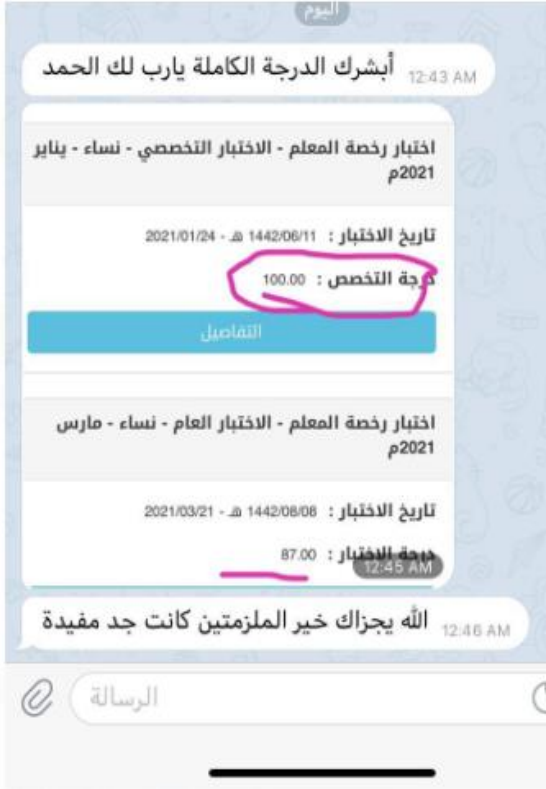 اليوم
أبشرك الدرجة الكاملة يارب لك الحمد
12:43 AM
اختبار رخصة المعلم - الاختبار التخصصي - نساء - يناير
2021م
تاريخ الاختبار : 1442/06/11 هـ - 2021/01/24
درجة التخصص : 100.00
التفاصيل
اختبار رخصة المعلم - الاختبار العام - نساء - مارس
2021م
تاريخ الاختبار : 1442/08/08 هـ - 2021/03/21
درجة الاختبار : 87.00
12:45 AM
الله يجزاك خير الملزمتين كانت جد مفيدة
12:46 AM
الرسالة